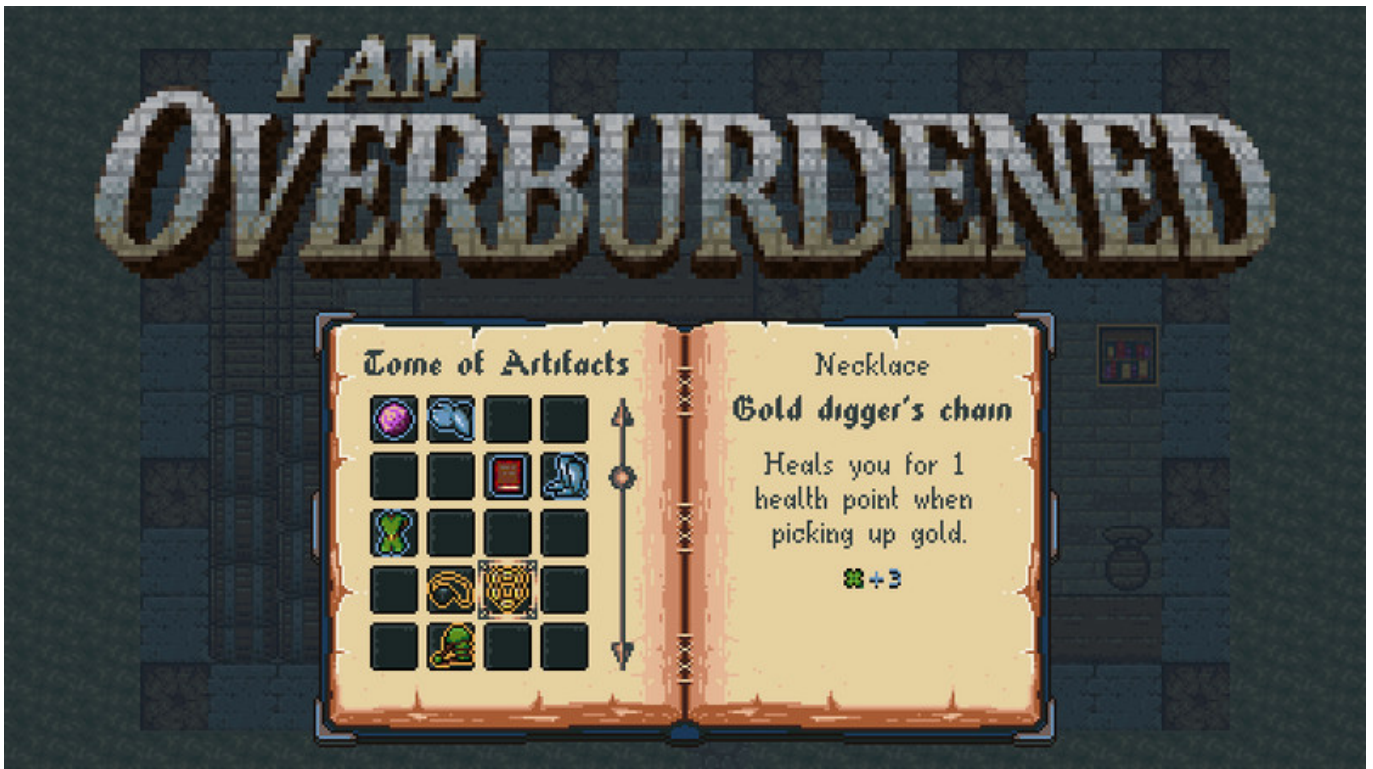 I AM
OVERBURDENED
Tome of Artifacts
Necklace
Gold digger's chain
Heals you for 1
health point when
picking up gold.
+3